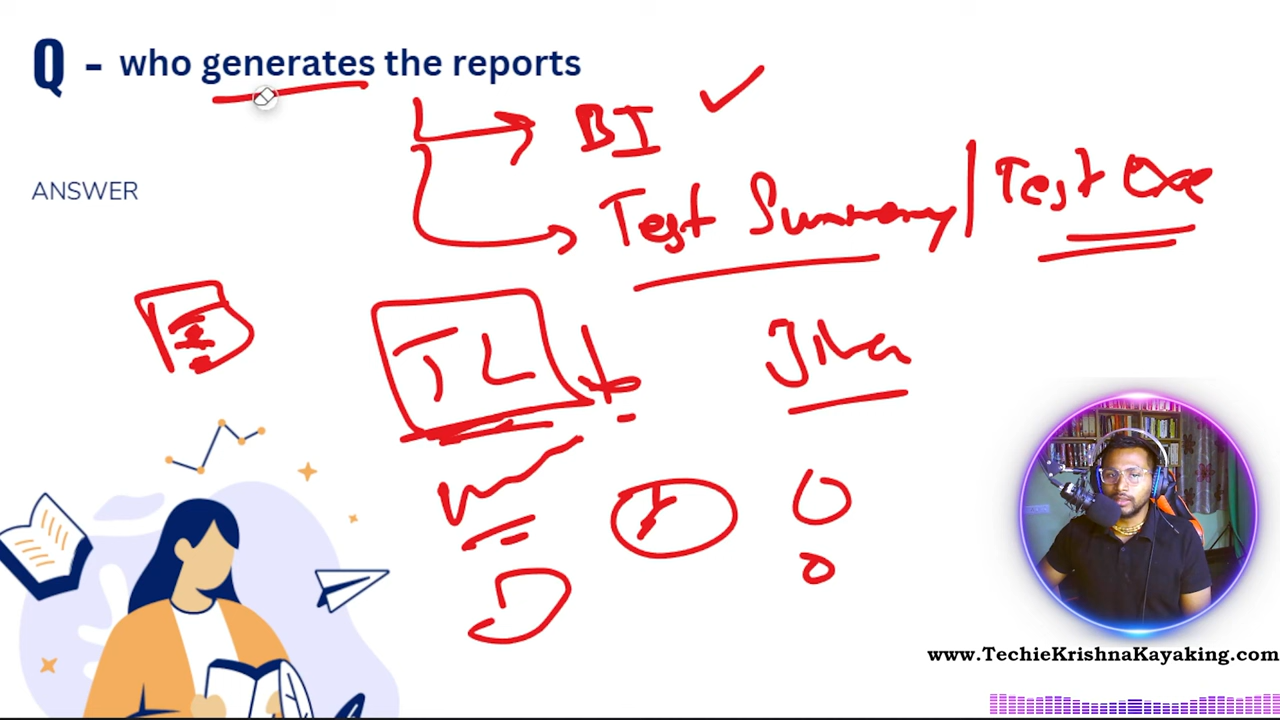 Q - who generates the reports
BI
ANSWER
Test Summary | Test Exe
TL
Jira
www.TechieKrishnaKayaking.com